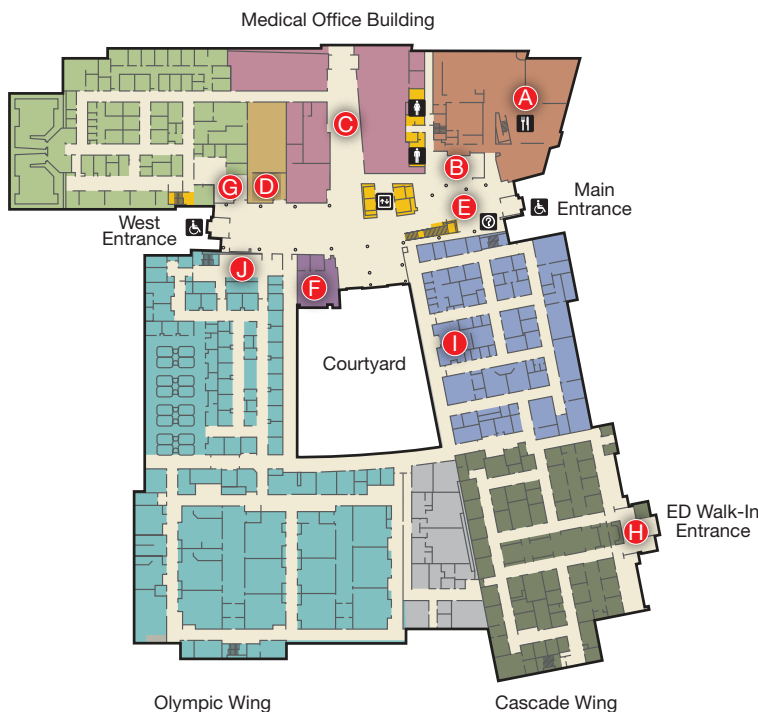 Medical Office Building
A
C
B
G
D
E
Main
Entrance
West
Entrance
?
J
F
I
Courtyard
H
ED Walk-In
Entrance
Olympic Wing
Cascade Wing